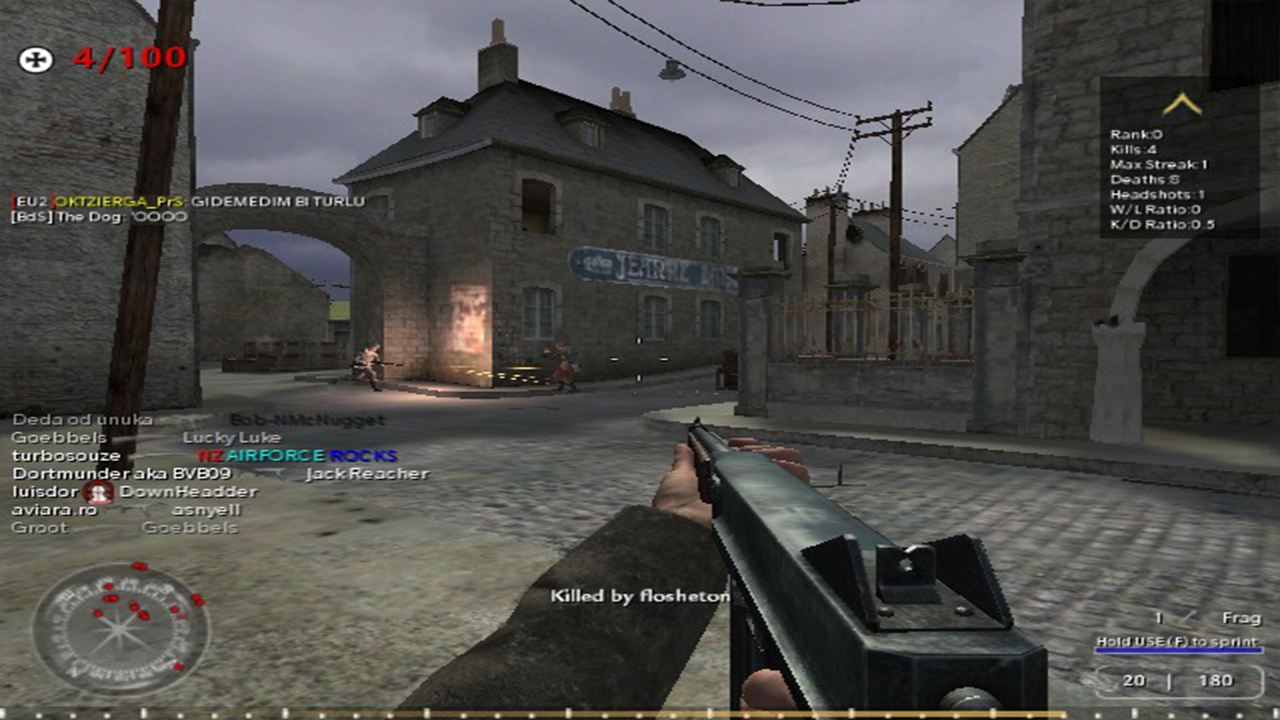 4/100
Rank:0
Kills:4
Max Streak:1
Deaths:8
Headshots:1
W/L Ratio:0
K/D Ratio:0.5
[EU2]OKTZIERGA_PrS: GIDEMEDIM BI TURLU
[BdS] The Dog: 'OOOO
JEANNE
Deda od unuka Bob-NMcNugget
Goebbels Lucky Luke
turbosouze NZAIRFORCE ROCKS
Dortmunder aka BVB09 Jack Reacher
luisdor DownHeadder
aviara.ro asnyell
Groot Goebbels
Killed by flosheton
1 Frag
Hold USE(F) to sprint
20 | 180